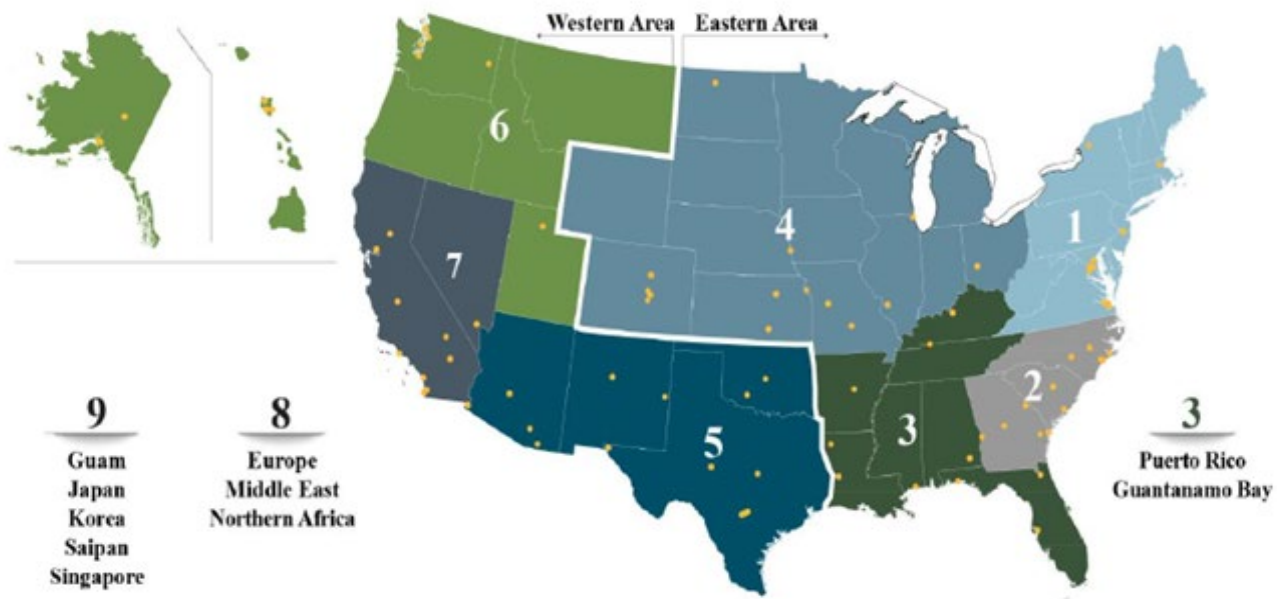 Western Area
Eastern Area
6
4
1
7
2
3
5
9
Guam
Japan
Korea
Saipan
Singapore
8
Europe
Middle East
Northern Africa
3
Puerto Rico
Guantanamo Bay